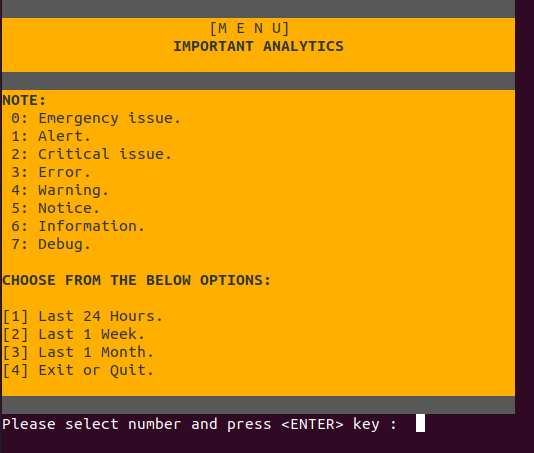 [M E N U]
IMPORTANT ANALYTICS
NOTE:
0: Emergency issue.
1: Alert.
2: Critical issue.
3: Error.
4: Warning.
5: Notice.
6: Information.
7: Debug.
CHOOSE FROM THE BELOW OPTIONS:
[1] Last 24 Hours.
[2] Last 1 Week.
[3] Last 1 Month.
[4] Exit or Quit.
Please select number and press <ENTER> key :